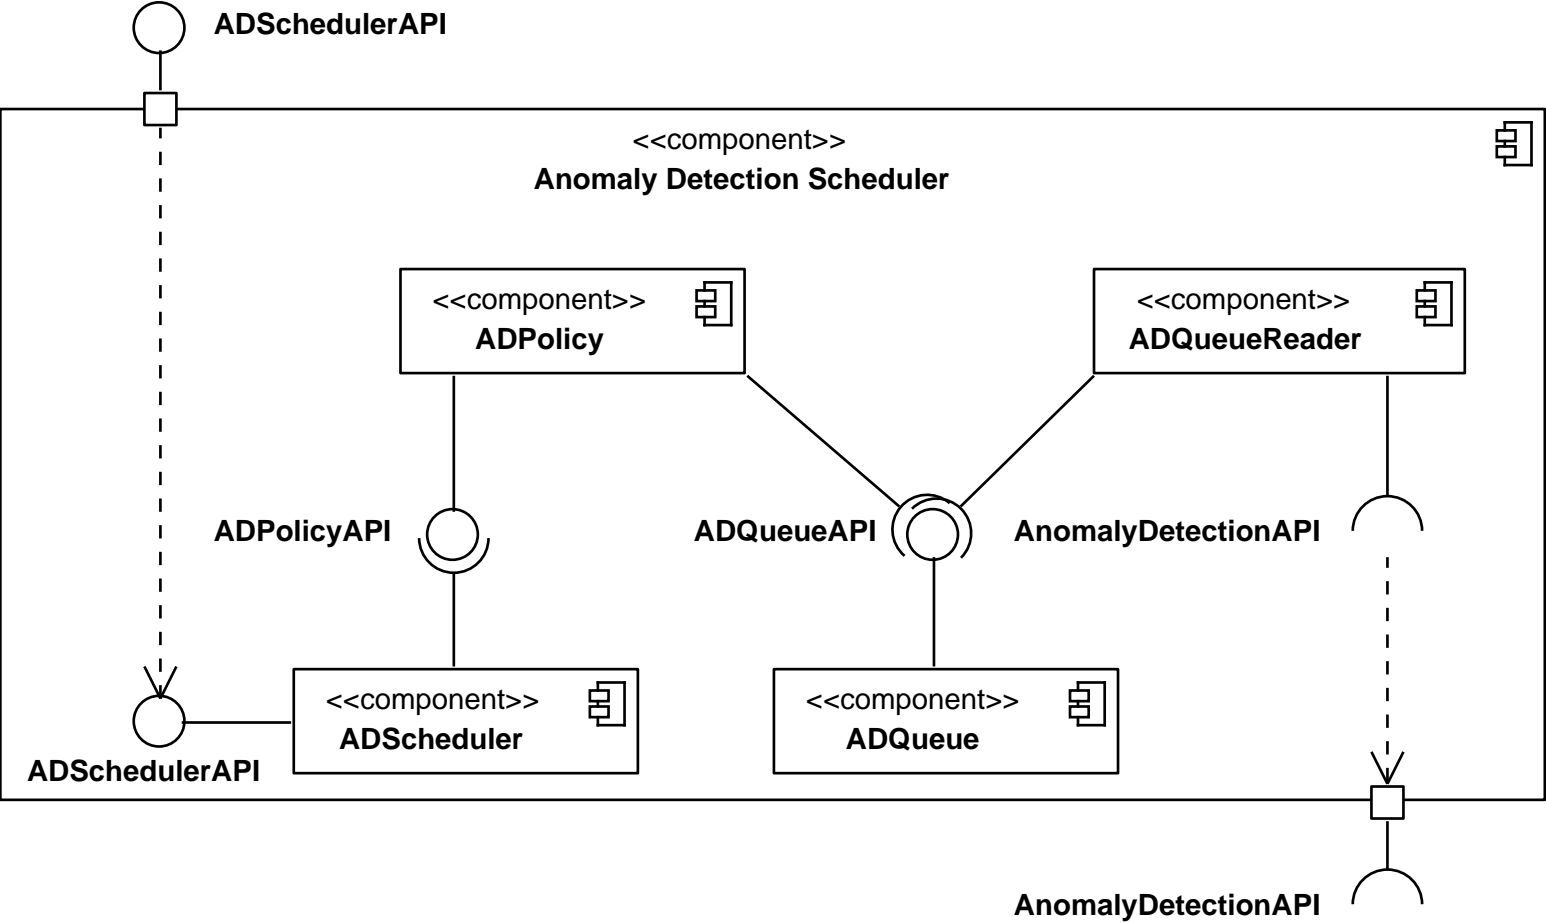 ADSchedulerAPI
<<component>>
Anomaly Detection Scheduler
<<component>>
ADPolicy
<<component>>
ADQueueReader
ADPolicyAPI
ADQueueAPI
AnomalyDetectionAPI
<<component>>
ADScheduler
<<component>>
ADQueue
ADSchedulerAPI
AnomalyDetectionAPI